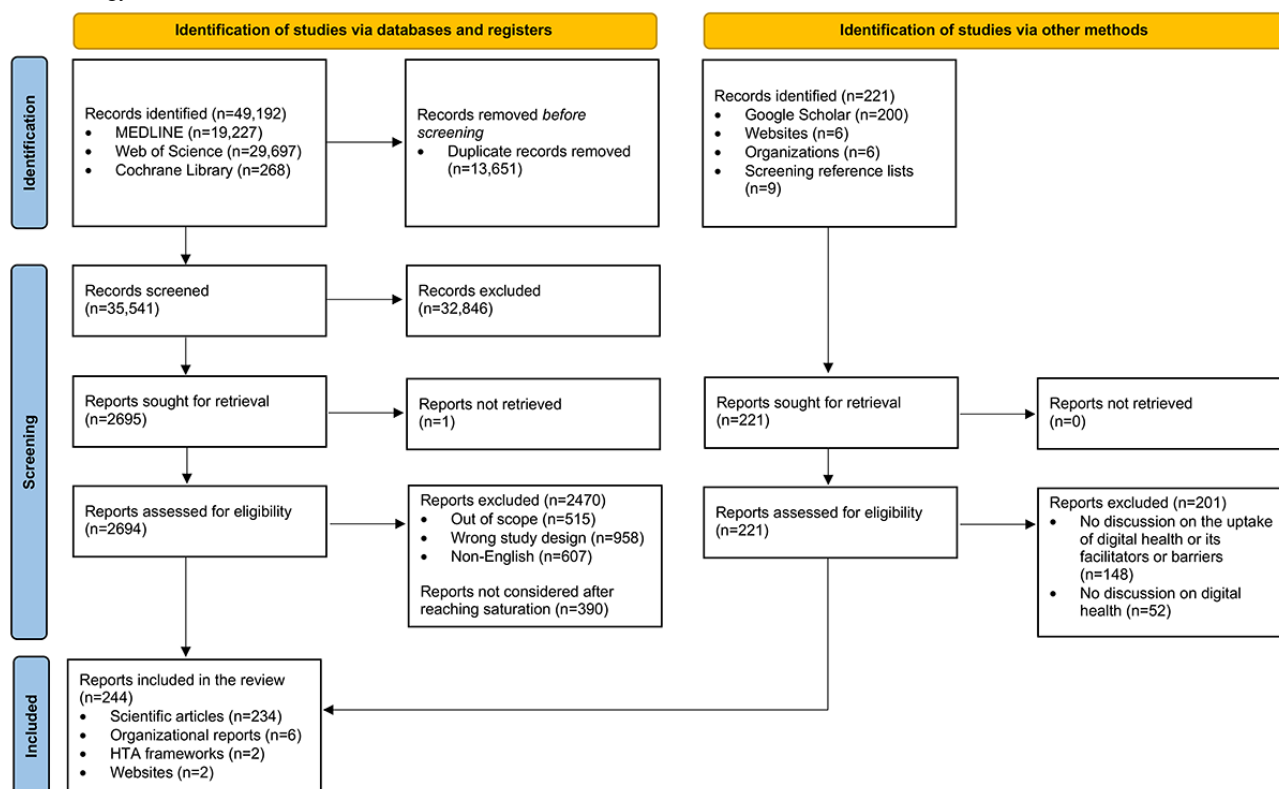 Identification of studies via databases and registers
Identification of studies via other methods
Identification
Records identified (n=49,192)
• MEDLINE (n=19,227)
• Web of Science (n=29,697)
• Cochrane Library (n=268)
Records removed before
screening
• Duplicate records removed
(n=13,651)
Records identified (n=221)
• Google Scholar (n=200)
• Websites (n=6)
• Organizations (n=6)
• Screening reference lists
(n=9)
Screening
Records screened
(n=35,541)
Records excluded
(n=32,846)
Reports sought for retrieval
(n=2695)
Reports not retrieved
(n=1)
Reports sought for retrieval
(n=221)
Reports not retrieved
(n=0)
Reports assessed for eligibility
(n=2694)
Reports excluded (n=2470)
• Out of scope (n=515)
• Wrong study design (n=958)
• Non-English (n=607)
Reports not considered after
reaching saturation (n=390)
Reports assessed for eligibility
(n=221)
Reports excluded (n=201)
• No discussion on the uptake
of digital health or its
facilitators or barriers
(n=148)
• No discussion on digital
health (n=52)
Included
Reports included in the review
(n=244)
• Scientific articles (n=234)
• Organizational reports (n=6)
• HTA frameworks (n=2)
• Websites (n=2)